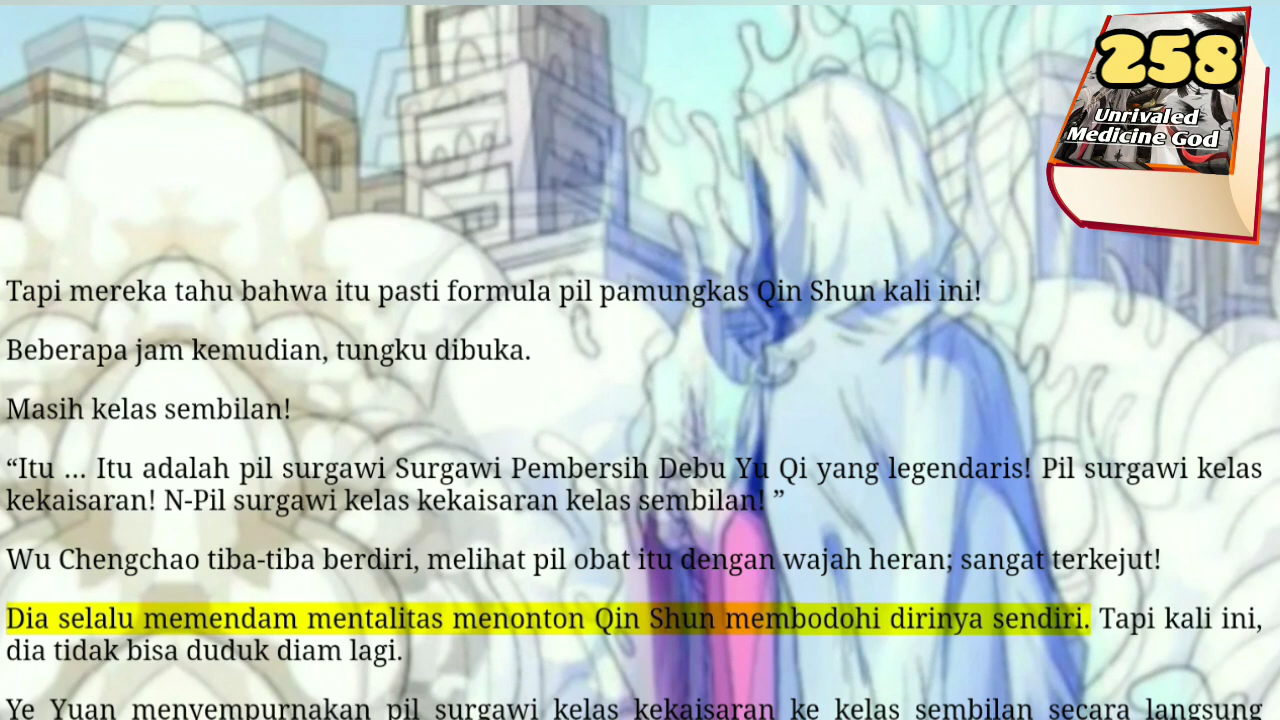 258
Unrivaled
Medicine God
Tapi mereka tahu bahwa itu pasti formula pil pamungkas Qin Shun kali ini!
Beberapa jam kemudian, tungku dibuka.
Masih kelas sembilan!
“Itu ... Itu adalah pil surgawi Surgawi Pembersih Debu Yu Qi yang legendaris! Pil surgawi kelas
kekaisaran! N-Pil surgawi kelas kekaisaran kelas sembilan! ”
Wu Chengchao tiba-tiba berdiri, melihat pil obat itu dengan wajah heran; sangat terkejut!
Dia selalu memendam mentalitas menonton Qin Shun membodohi dirinya sendiri. Tapi kali ini,
dia tidak bisa duduk diam lagi.
Ye Yuan menyempurnakan pil surgawi kelas kekaisaran ke kelas sembilan secara langsung